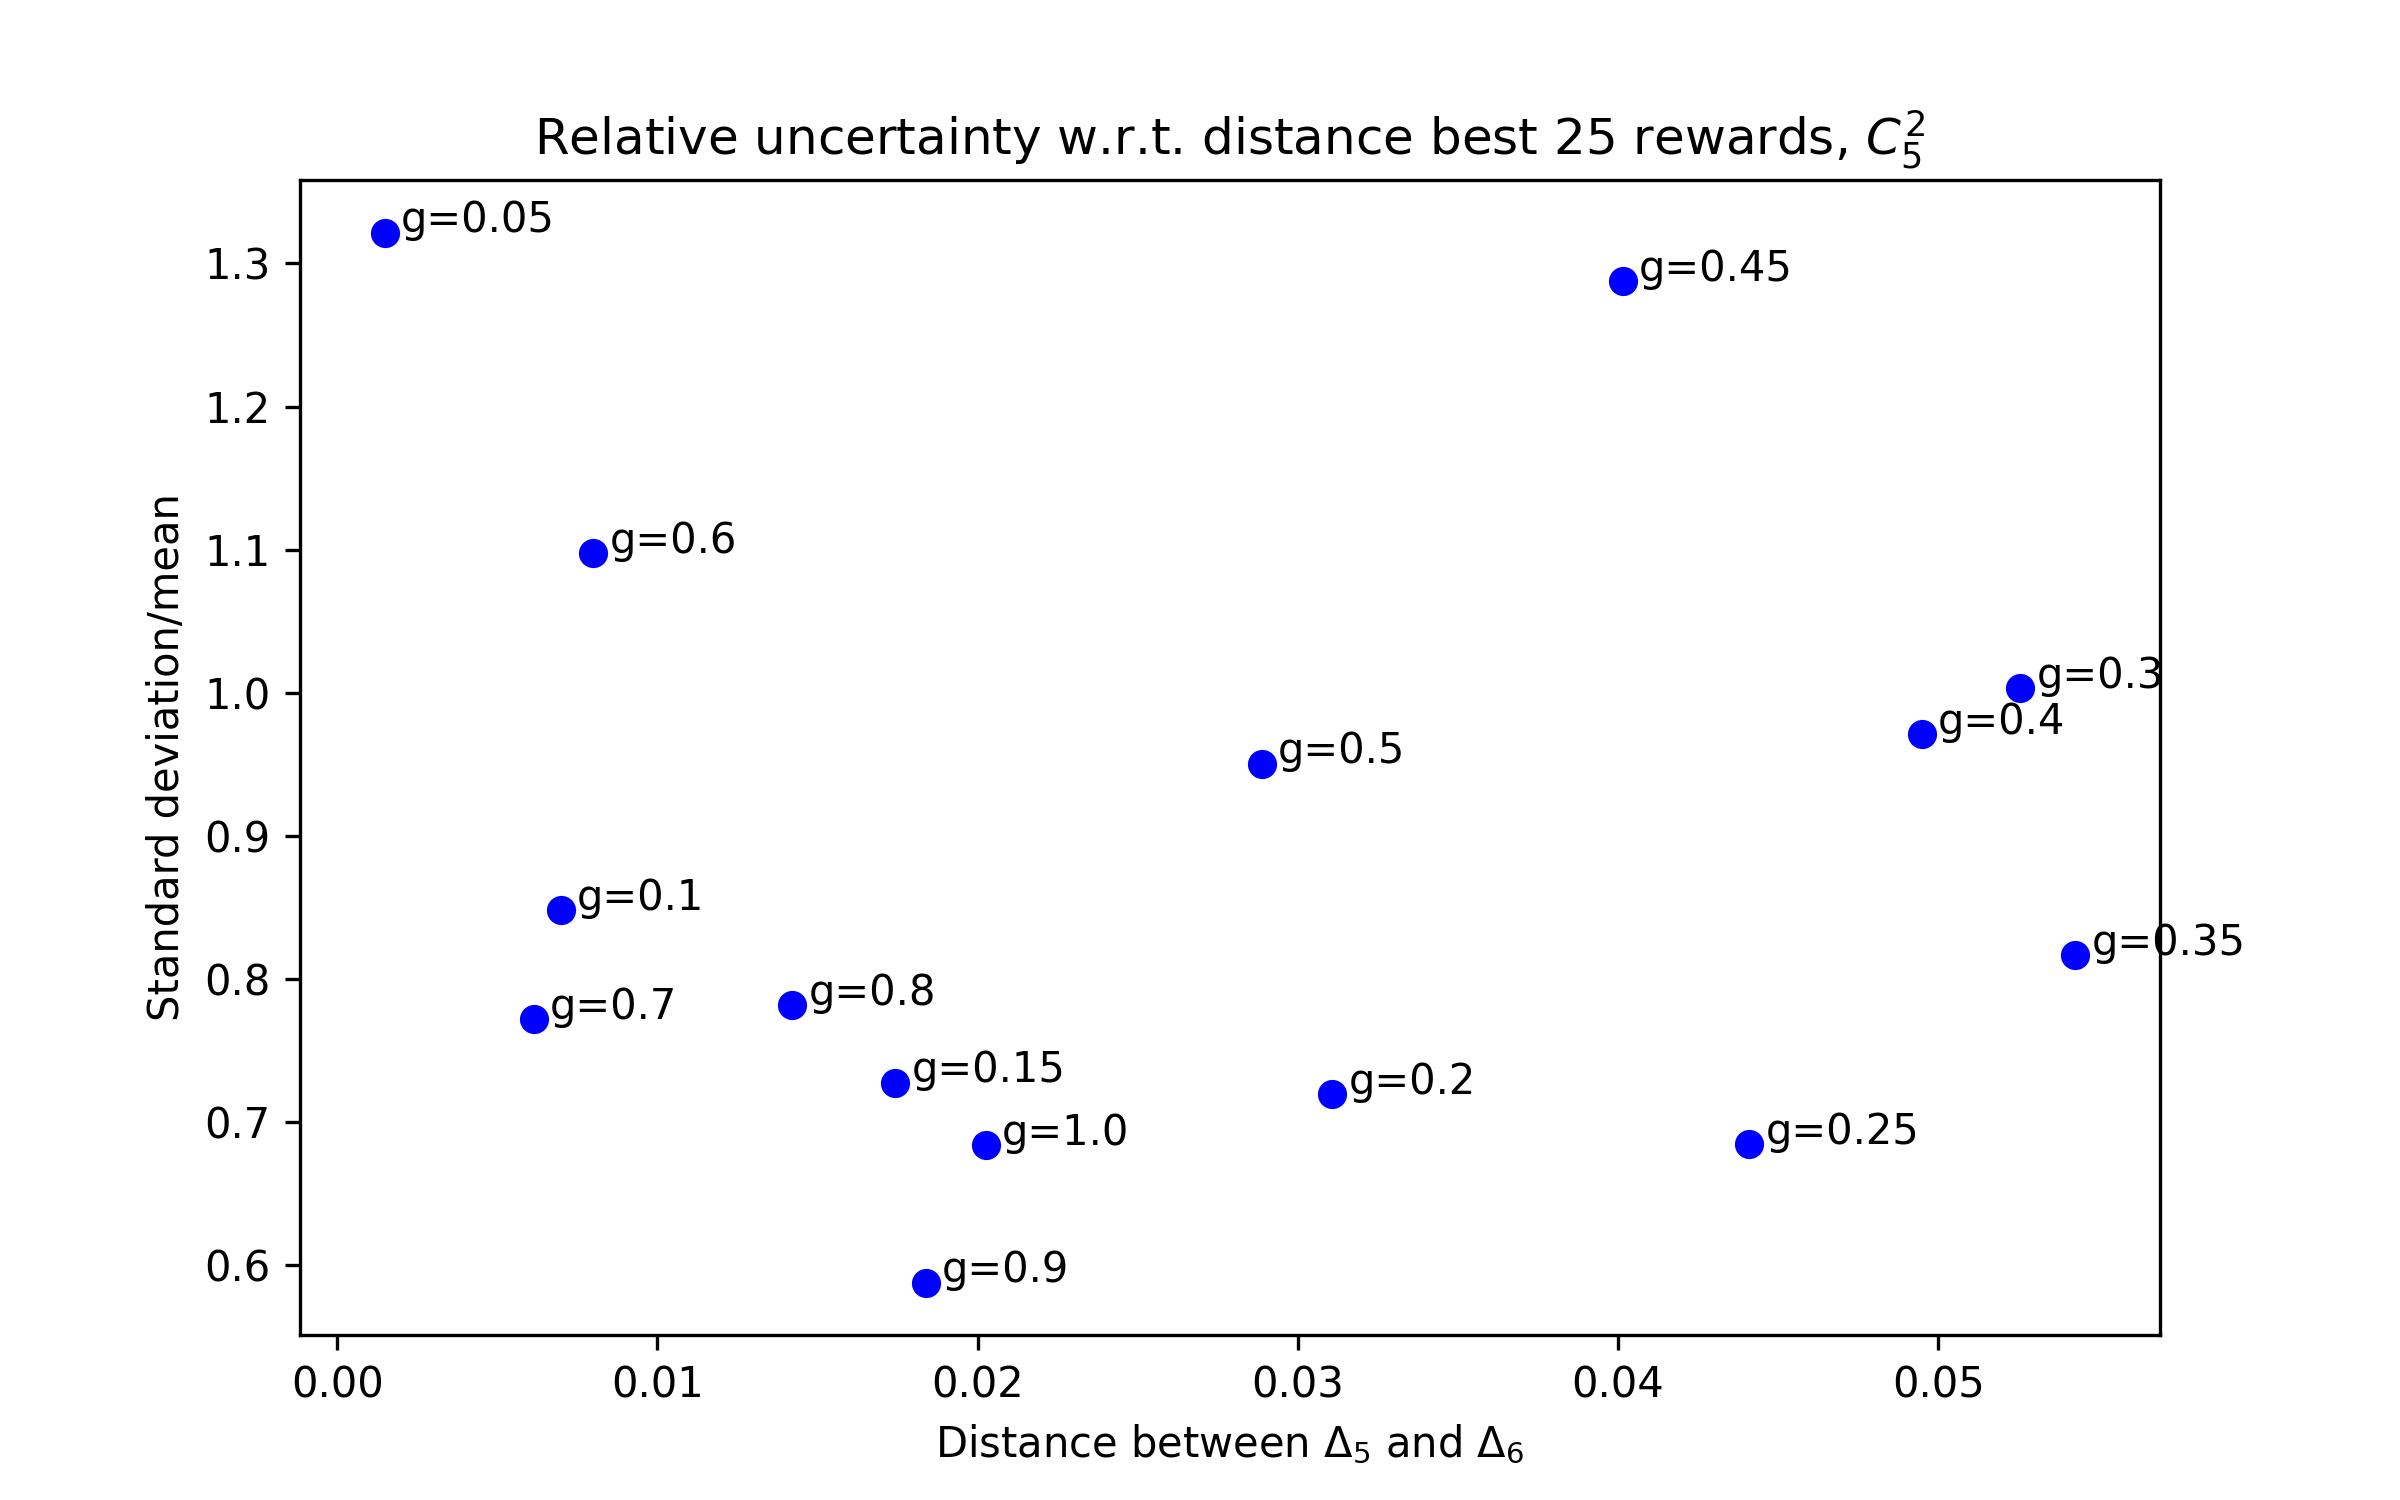 Relative uncertainty w.r.t. distance best 25 rewards, $C_5^2$
g=0.05
g=0.45
g=0.6
g=0.3
g=0.4
g=0.5
g=0.1
g=0.35
g=0.8
g=0.7
g=0.15
g=0.2
g=1.0
g=0.25
g=0.9
1.3
1.2
1.1
1.0
0.9
0.8
0.7
0.6
Standard deviation/mean
0.00 0.01 0.02 0.03 0.04 0.05
Distance between Δ₅ and Δ₆